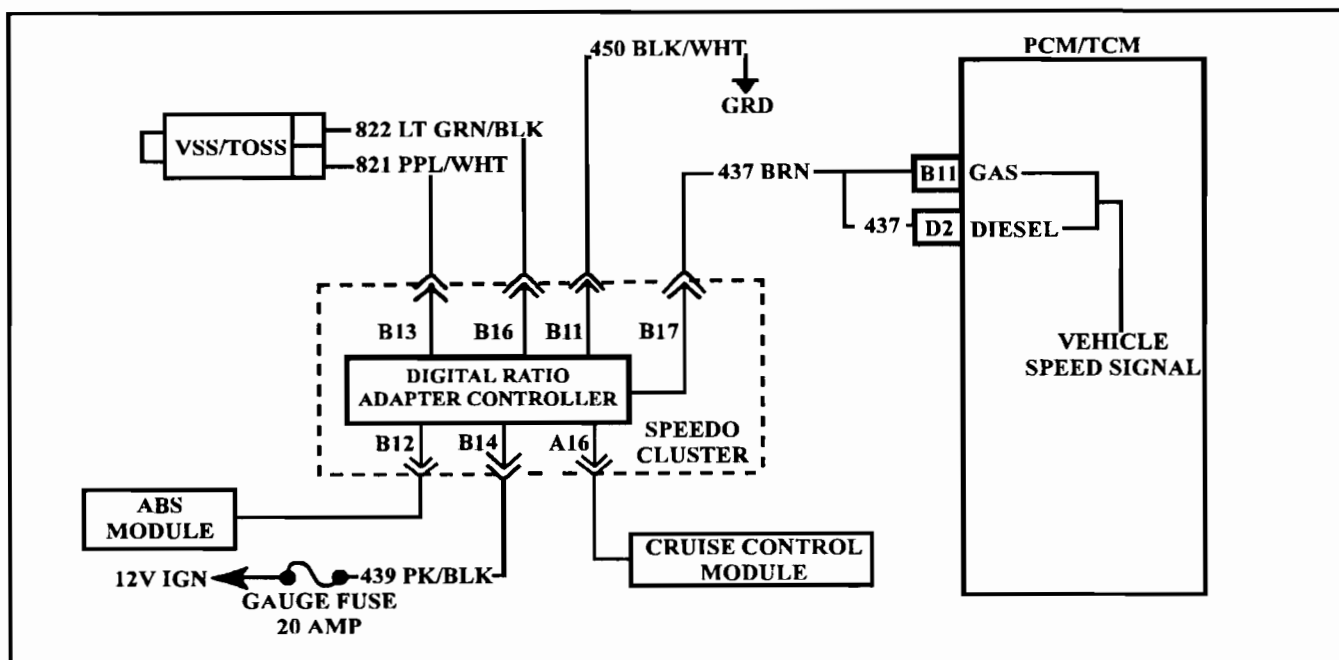 450 BLK/WHT
PCM/TCM
GRD
VSS/TOSS
822 LT GRN/BLK
821 PPL/WHT
437 BRN
B11 GAS
437
D2 DIESEL
B13
B16
B11
B17
VEHICLE
SPEED SIGNAL
DIGITAL RATIO
ADAPTER CONTROLLER
B12
B14
A16
SPEEDO
CLUSTER
ABS
MODULE
CRUISE CONTROL
MODULE
12V IGN
439 PK/BLK
GAUGE FUSE
20 AMP